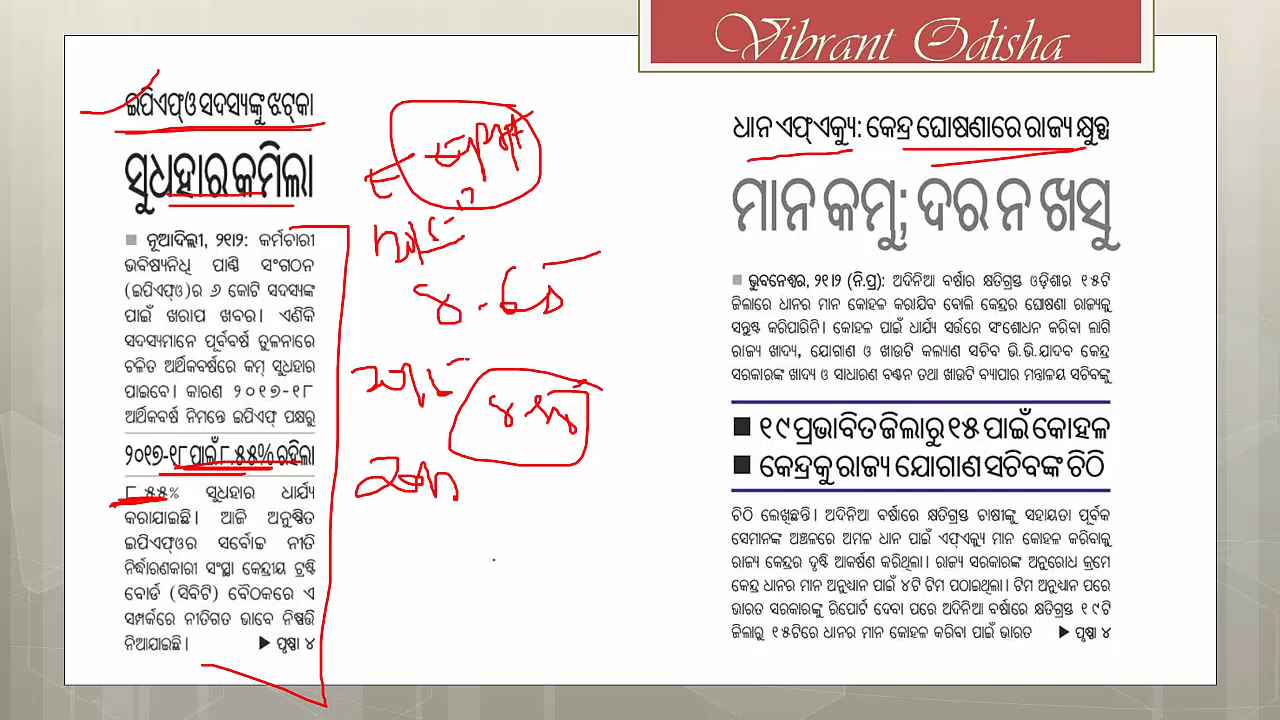 Vibrant Odisha
ଇପିଏଫ୍‌ଓ ସଦସ୍ୟଙ୍କୁ ଝଟ୍‌କା
ସୁଧହାର କମିଲା
■ ନୂଆଦିଲ୍ଲୀ, ୨୧।୨: କର୍ମଚାରୀ
ଭବିଷ୍ୟନିଧି ପାଣ୍ଠି ସଂଗଠନ
(ଇପିଏଫ୍‌ଓ)ର ୬ କୋଟି ସଦସ୍ୟଙ୍କ
ପାଇଁ ଖରାପ ଖବର। ଏଣିକି
ସଦସ୍ୟମାନେ ପୂର୍ବବର୍ଷ ତୁଳନାରେ
ଚଳିତ ଆର୍ଥିକବର୍ଷରେ କମ୍ ସୁଧହାର
ପାଇବେ। କାରଣ ୨୦୧୭-୧୮
ଆର୍ଥିକବର୍ଷ ନିମନ୍ତେ ଇପିଏଫ୍ ପକ୍ଷରୁ
୨୦୧୭-୧୮ ପାଇଁ ୮.୫୫% ରହିଲା
୮.୫୫% ସୁଧହାର ଧାର୍ଯ୍ୟ
କରାଯାଇଛି। ଆଜି ଅନୁଷ୍ଠିତ
ଇପିଏଫ୍‌ଓର ସର୍ବୋଚ୍ଚ ନୀତି
ନିର୍ଦ୍ଧାରଣକାରୀ ସଂସ୍ଥା କେନ୍ଦ୍ରୀୟ ଟ୍ରଷ୍ଟି
ବୋର୍ଡ (ସିବିଟି) ବୈଠକରେ ଏ
ସମ୍ପର୍କରେ ନୀତିଗତ ଭାବେ ନିଷ୍ପତ୍ତି
ନିଆଯାଇଛି। ▶ ପୃଷ୍ଠା ୪
ଧାନ ଏଫ୍‌ଏକ୍ୟୁ: କେନ୍ଦ୍ର ଘୋଷଣାରେ ରାଜ୍ୟ କ୍ଷୁବ୍ଧ
ମାନ କମୁ; ଦର ନ ଖସୁ
■ ଭୁବନେଶ୍ୱର, ୨୧।୨ (ନି.ପ୍ର): ଅଦିନିଆ ବର୍ଷାର କ୍ଷତିଗ୍ରସ୍ତ ଓଡ଼ିଶାର ୧୫ଟି
ଜିଲାରେ ଧାନର ମାନ କୋହଳ କରାଯିବ ବୋଲି କେନ୍ଦ୍ରର ଘୋଷଣା ରାଜ୍ୟକୁ
ସନ୍ତୁଷ୍ଟ କରିପାରିନି। କୋହଳ ପାଇଁ ଧାର୍ଯ୍ୟ ସର୍ତ୍ତରେ ସଂଶୋଧନ କରିବା ଲାଗି
ରାଜ୍ୟ ଖାଦ୍ୟ, ଯୋଗାଣ ଓ ଖାଉଟି କଲ୍ୟାଣ ସଚିବ ଭି.ଭି.ଯାଦବ କେନ୍ଦ୍ର
ସରକାରଙ୍କ ଖାଦ୍ୟ ଓ ସାଧାରଣ ବଣ୍ଟନ ତଥା ଖାଉଟି ବ୍ୟାପାର ମନ୍ତ୍ରାଳୟ ସଚିବଙ୍କୁ
■ ୧୯ ପ୍ରଭାବିତ ଜିଲାରୁ ୧୫ ପାଇଁ କୋହଳ
■ କେନ୍ଦ୍ରକୁ ରାଜ୍ୟ ଯୋଗାଣ ସଚିବଙ୍କ ଚିଠି
ଚିଠି ଲେଖିଛନ୍ତି। ଅଦିନିଆ ବର୍ଷାରେ କ୍ଷତିଗ୍ରସ୍ତ ଚାଷୀଙ୍କୁ ସହାୟତା ପୂର୍ବକ
ସେମାନଙ୍କ ଅଞ୍ଚଳରେ ଅମଳ ଧାନ ପାଇଁ ଏଫ୍‌ଏକ୍ୟୁ ମାନ କୋହଳ କରିବାକୁ
ରାଜ୍ୟ କେନ୍ଦ୍ରର ଦୃଷ୍ଟି ଆକର୍ଷଣ କରିଥିଲା। ରାଜ୍ୟ ସରକାରଙ୍କ ଅନୁରୋଧ କ୍ରମେ
କେନ୍ଦ୍ର ଧାନର ମାନ ଅନୁଧ୍ୟାନ ପାଇଁ ୪ଟି ଟିମ ପଠାଇଥିଲା। ଟିମ ଅନୁଧ୍ୟାନ ପରେ
ଭାରତ ସରକାରଙ୍କୁ ରିପୋର୍ଟ ଦେବା ପରେ ଅଦିନିଆ ବର୍ଷାରେ କ୍ଷତିଗ୍ରସ୍ତ ୧୯ଟି
ଜିଲାରୁ ୧୫ଟିରେ ଧାନର ମାନ କୋହଳ କରିବା ପାଇଁ ଭାରତ ▶ ପୃଷ୍ଠା ୪